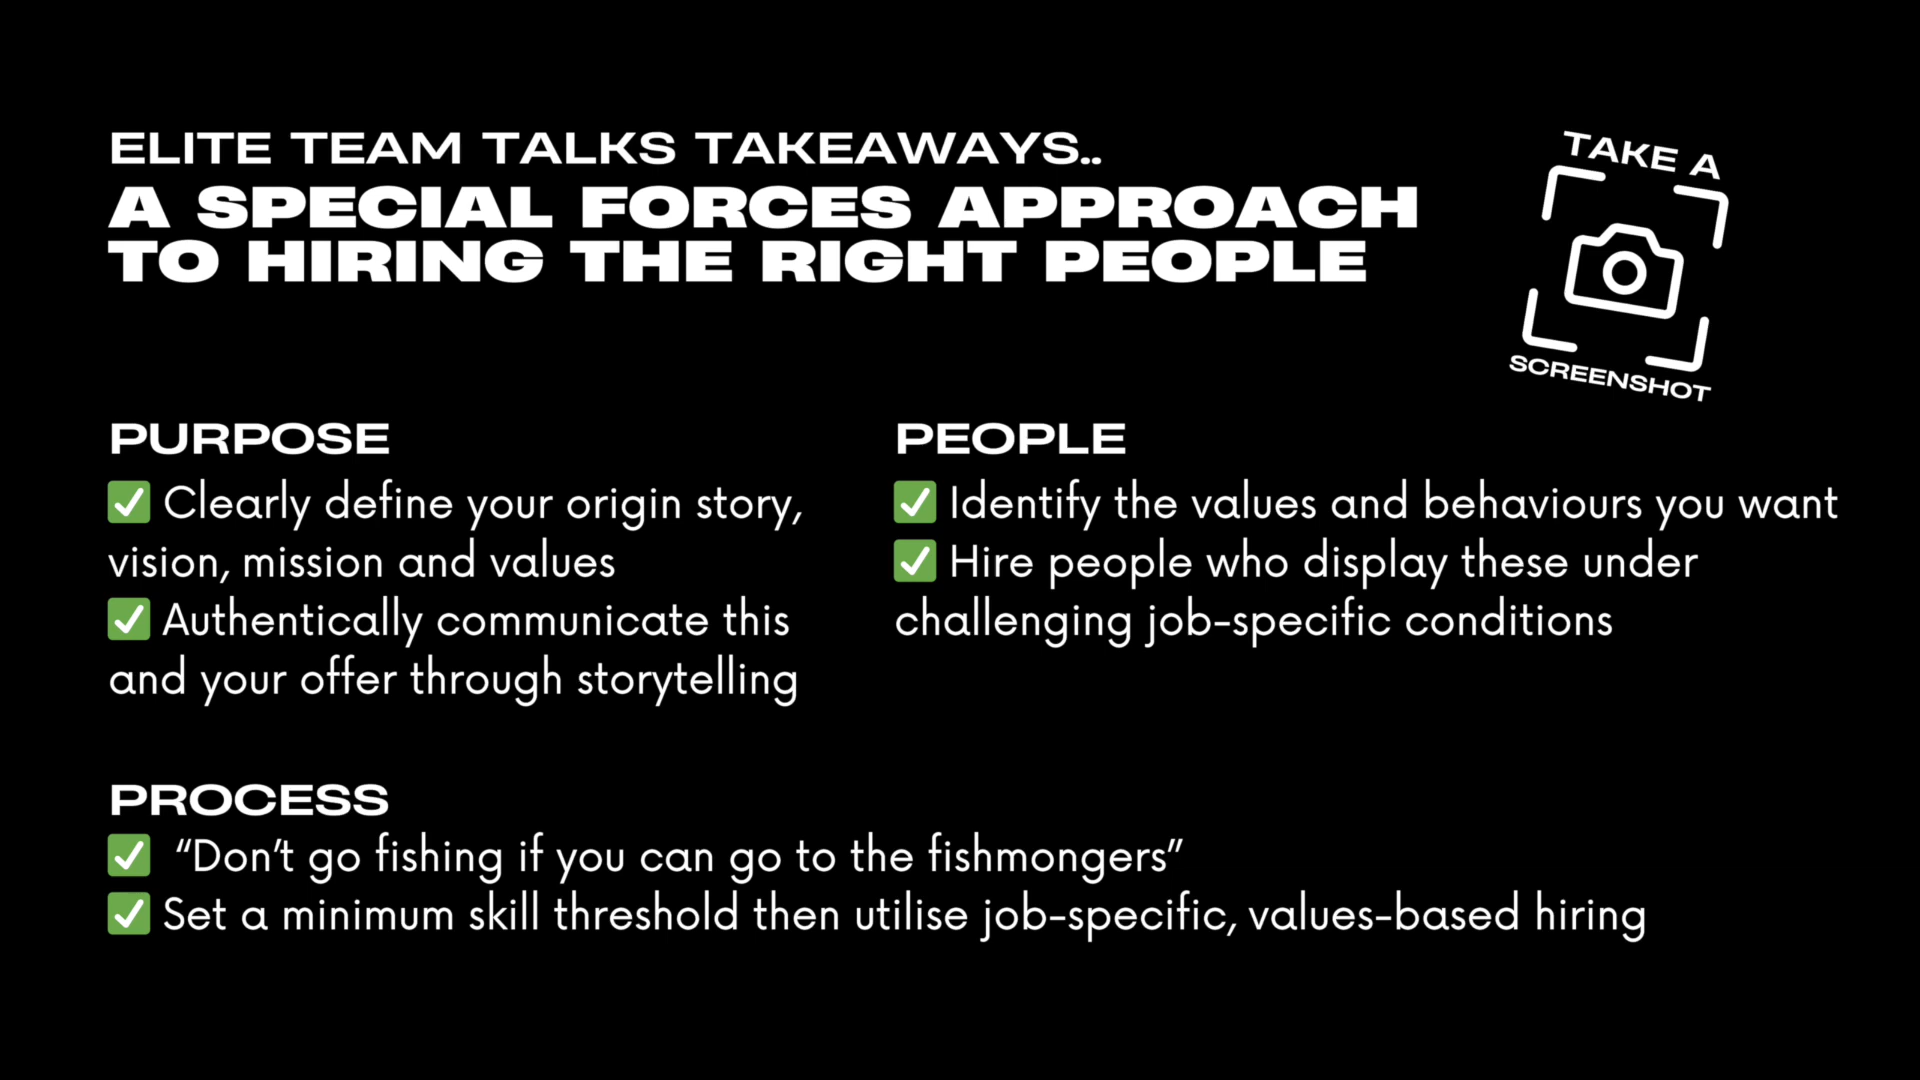 ELITE TEAM TALKS TAKEAWAYS..
A SPECIAL FORCES APPROACH
TO HIRING THE RIGHT PEOPLE
TAKE A
SCREENSHOT
PURPOSE
✅ Clearly define your origin story,
vision, mission and values
✅ Authentically communicate this
and your offer through storytelling
PEOPLE
✅ Identify the values and behaviours you want
✅ Hire people who display these under
challenging job-specific conditions
PROCESS
✅ “Don’t go fishing if you can go to the fishmongers”
✅ Set a minimum skill threshold then utilise job-specific, values-based hiring